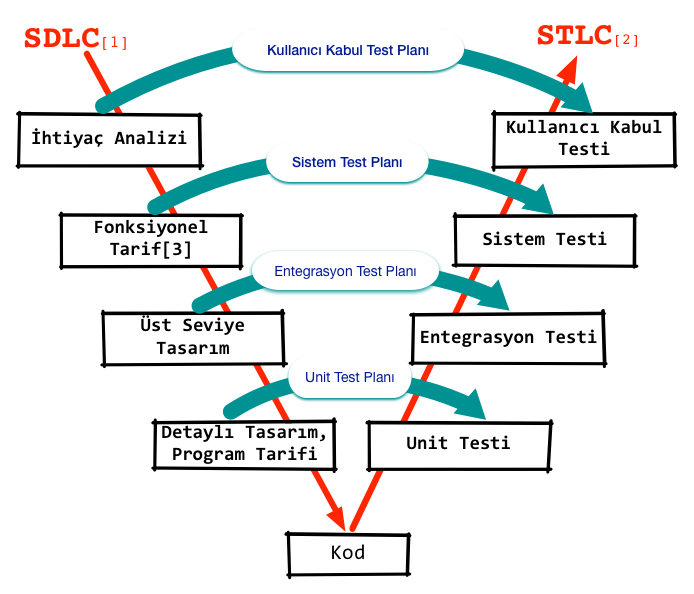 SDLC[1]
STLC[2]
Kullanıcı Kabul Test Planı
İhtiyaç Analizi
Kullanıcı Kabul
Testi
Sistem Test Planı
Fonksiyonel
Tarif[3]
Sistem Testi
Entegrasyon Test Planı
Üst Seviye
Tasarım
Entegrasyon Testi
Unit Test Planı
Detaylı Tasarım,
Program Tarifi
Unit Testi
Kod